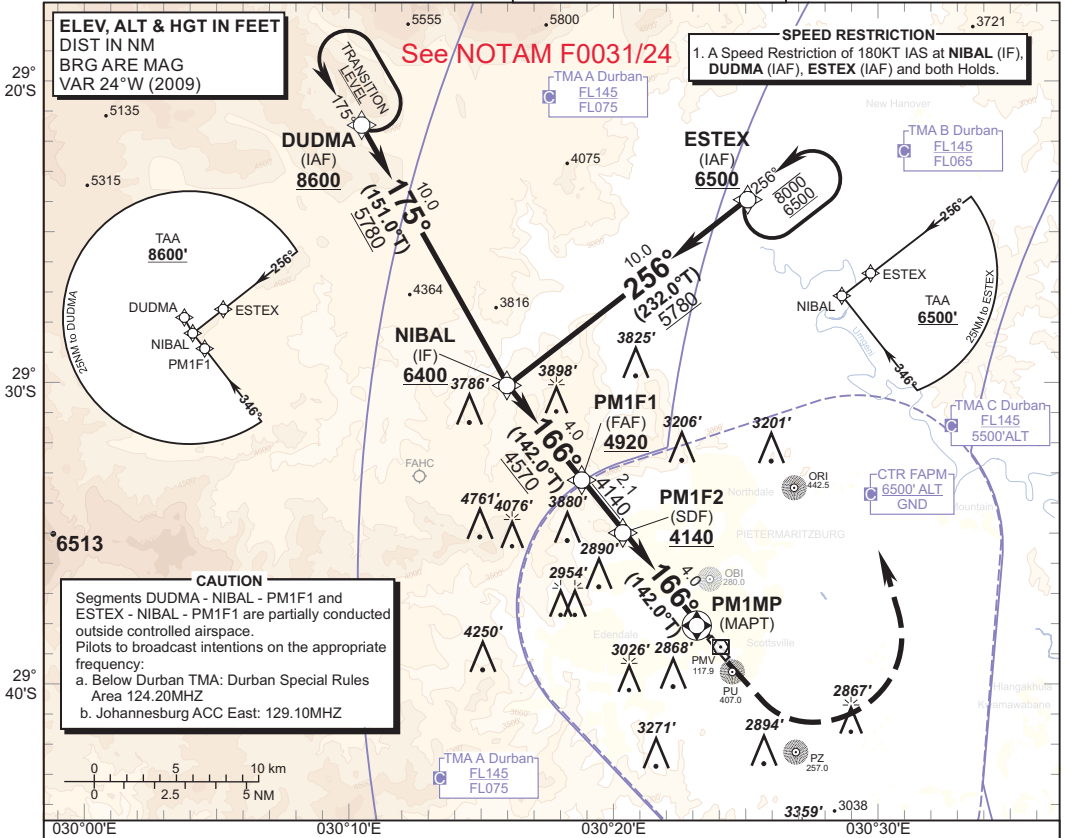 ELEV, ALT & HGT IN FEET
DIST IN NM
BRG ARE MAG
VAR 24°W (2009)
5555
5800
3721
See NOTAM F0031/24
SPEED RESTRICTION
1. A Speed Restriction of 180KT IAS at NIBAL (IF),
DUDMA (IAF), ESTEX (IAF) and both Holds.
29°
20'S
TRANSITION
LEVEL
175°
TMA A Durban
C
FL145
FL075
New Hanover
5135
DUDMA
(IAF)
8600
ESTEX
(IAF)
6500
TMA B Durban
C
FL145
FL065
4075
5315
256°
8000
6500
10.0
175°
(151.0°T)
5780
TAA
8600'
256°
DUDMA
ESTEX
NIBAL
PM1F1
346°
25NM to DUDMA
10.0
256°
(232.0°T)
5780
256°
ESTEX
NIBAL
TAA
6500'
346°
25NM to ESTEX
Umgeni
4364
3816
NIBAL
(IF)
6400
3825'
29°
30'S
3786'
3898'
PM1F1
(FAF)
4920
4.0
166°
(142.0°T)
4570
3206'
3201'
TMA C Durban
C
FL145
5500'ALT
FAHC
ORI
442.5
CTR FAPM
C
6500' ALT
GND
2.1
4140
Northdale
4761'
4076'
3880'
PM1F2
(SDF)
4140
PIETERMARITZBURG
6513
2890'
2954'
OBI
280.0
4.0
166°
(142.0°T)
PM1MP
(MAPT)
CAUTION
Segments DUDMA - NIBAL - PM1F1 and
ESTEX - NIBAL - PM1F1 are partially conducted
outside controlled airspace.
Pilots to broadcast intentions on the appropriate
frequency:
a. Below Durban TMA: Durban Special Rules
Area 124.20MHZ
b. Johannesburg ACC East: 129.10MHZ
Edendale
Scottsville
4250'
3026'
2868'
PMV
117.9
PU
407.0
2867'
29°
40'S
3271'
2894'
PZ
257.0
0 5 10 km
0 2.5 5 NM
TMA A Durban
C
FL145
FL075
3359'
3038
030°00'E
030°10'E
030°20'E
030°30'E